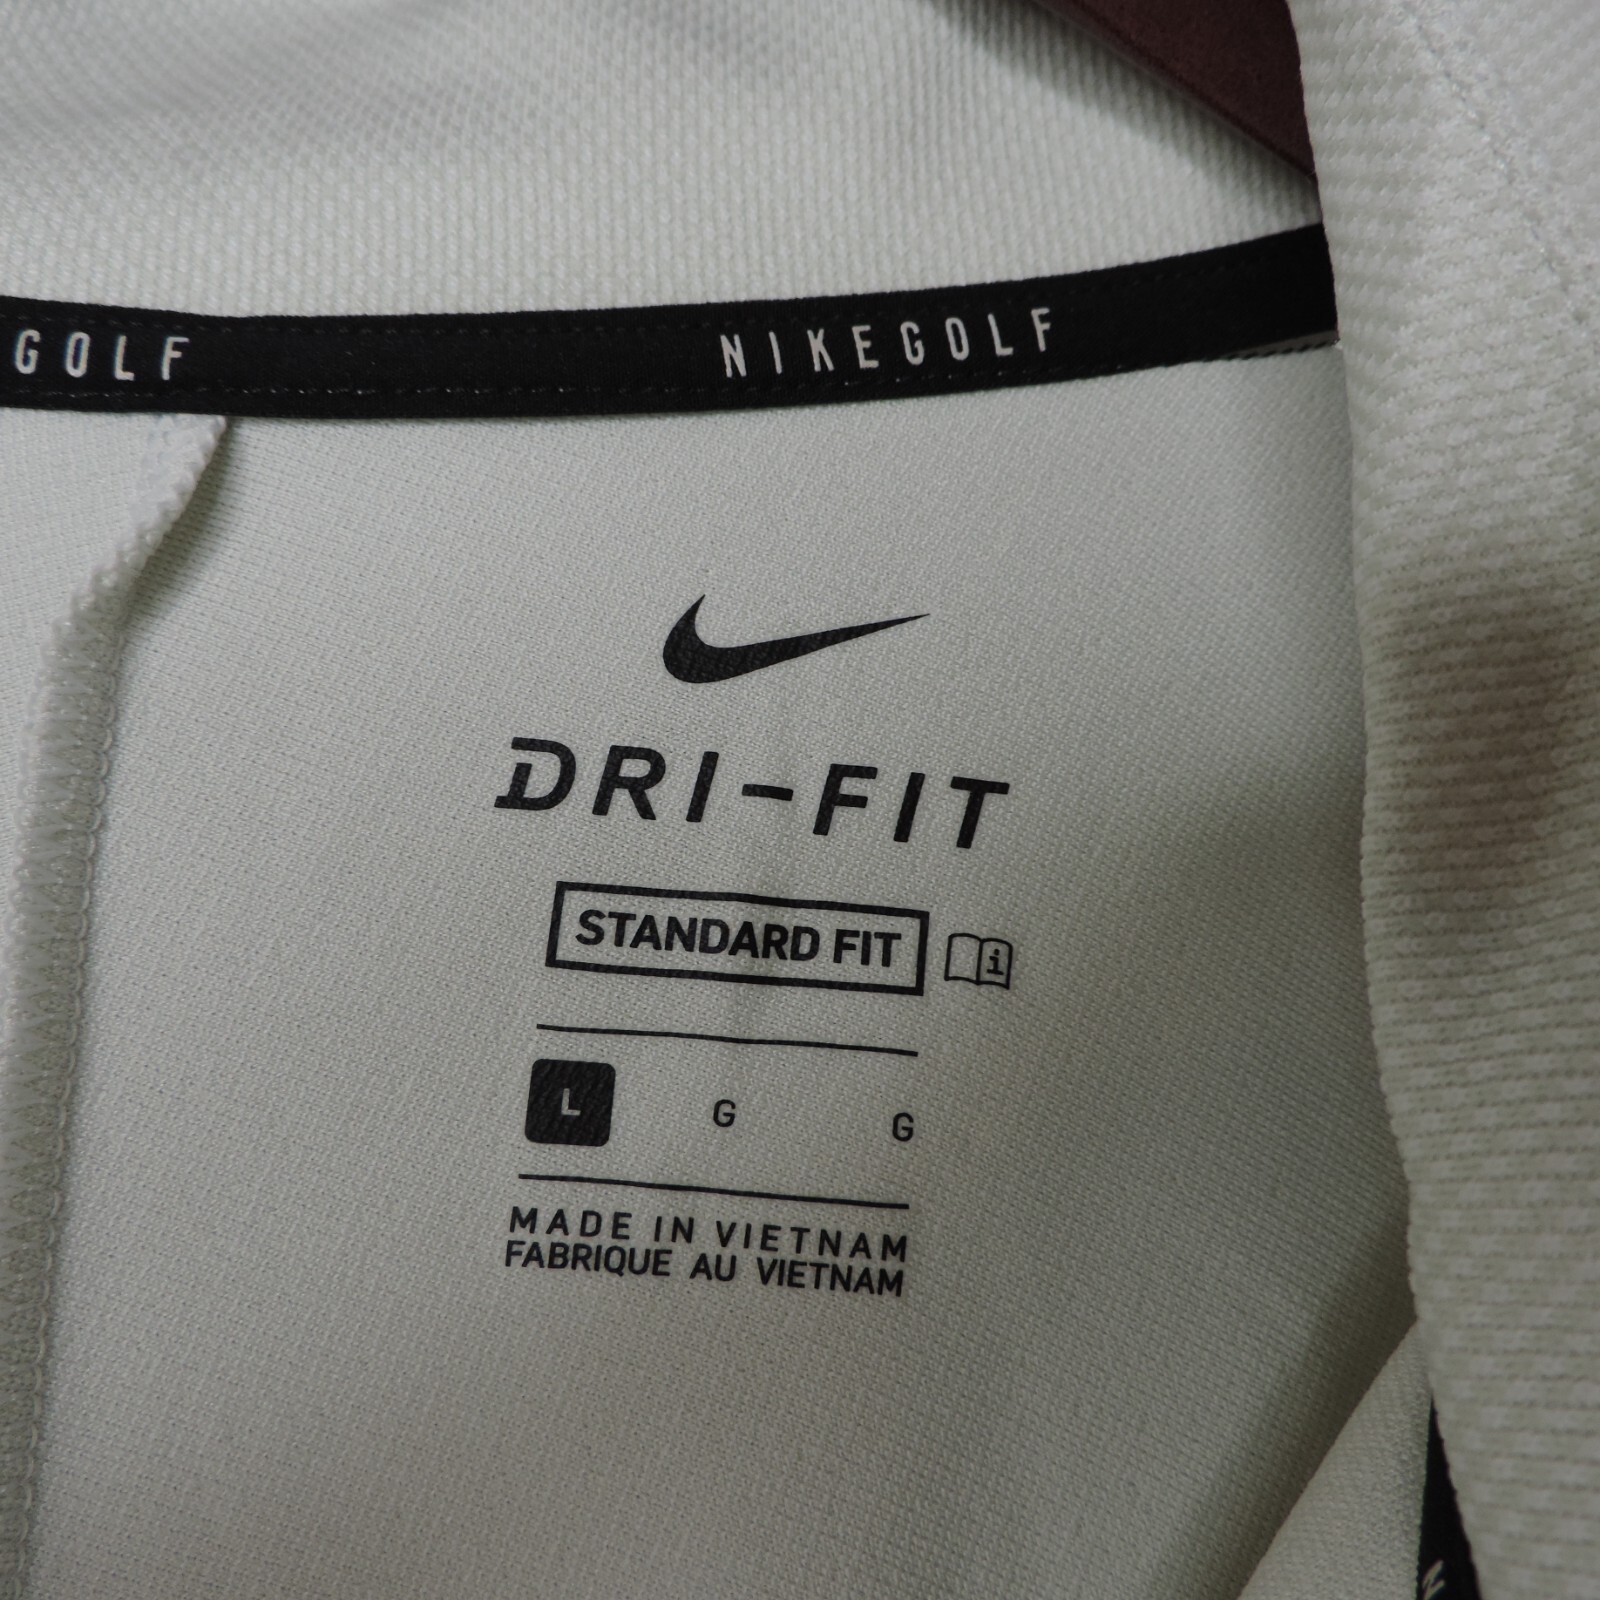 GOLF NIKEGOLF
DRI-FIT
STANDARD FIT i
L G G
MADE IN VIETNAM
FABRIQUE AU VIETNAM
N